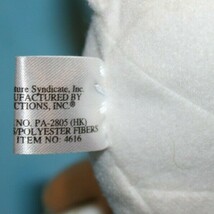 ture Syndicate, Inc.
UFACTURED BY
CTIONS, INC.®
NO. PA-2805 (HK)
/POLYESTER FIBERS
ITEM NO: 4616